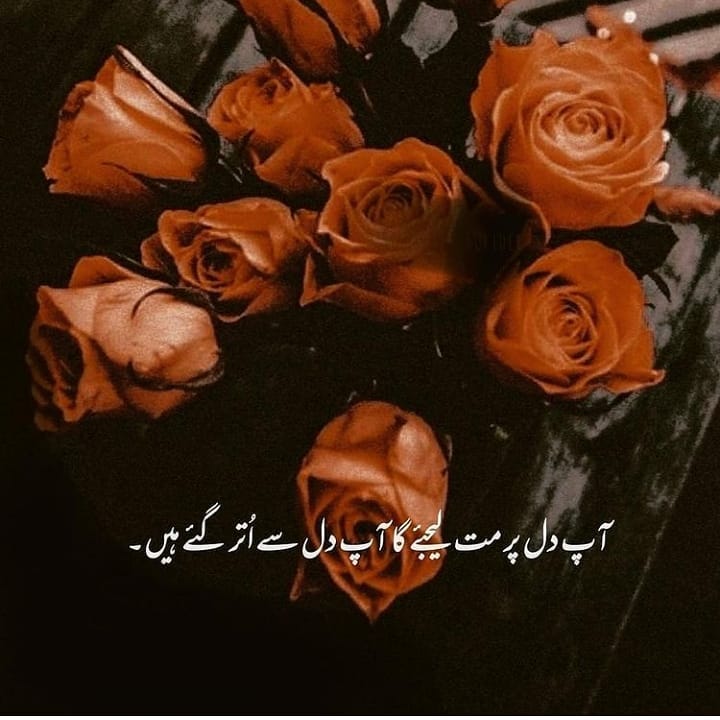 آپ دل پر مت لیجئے گا آپ دل سے اُتر گئے ہیں۔